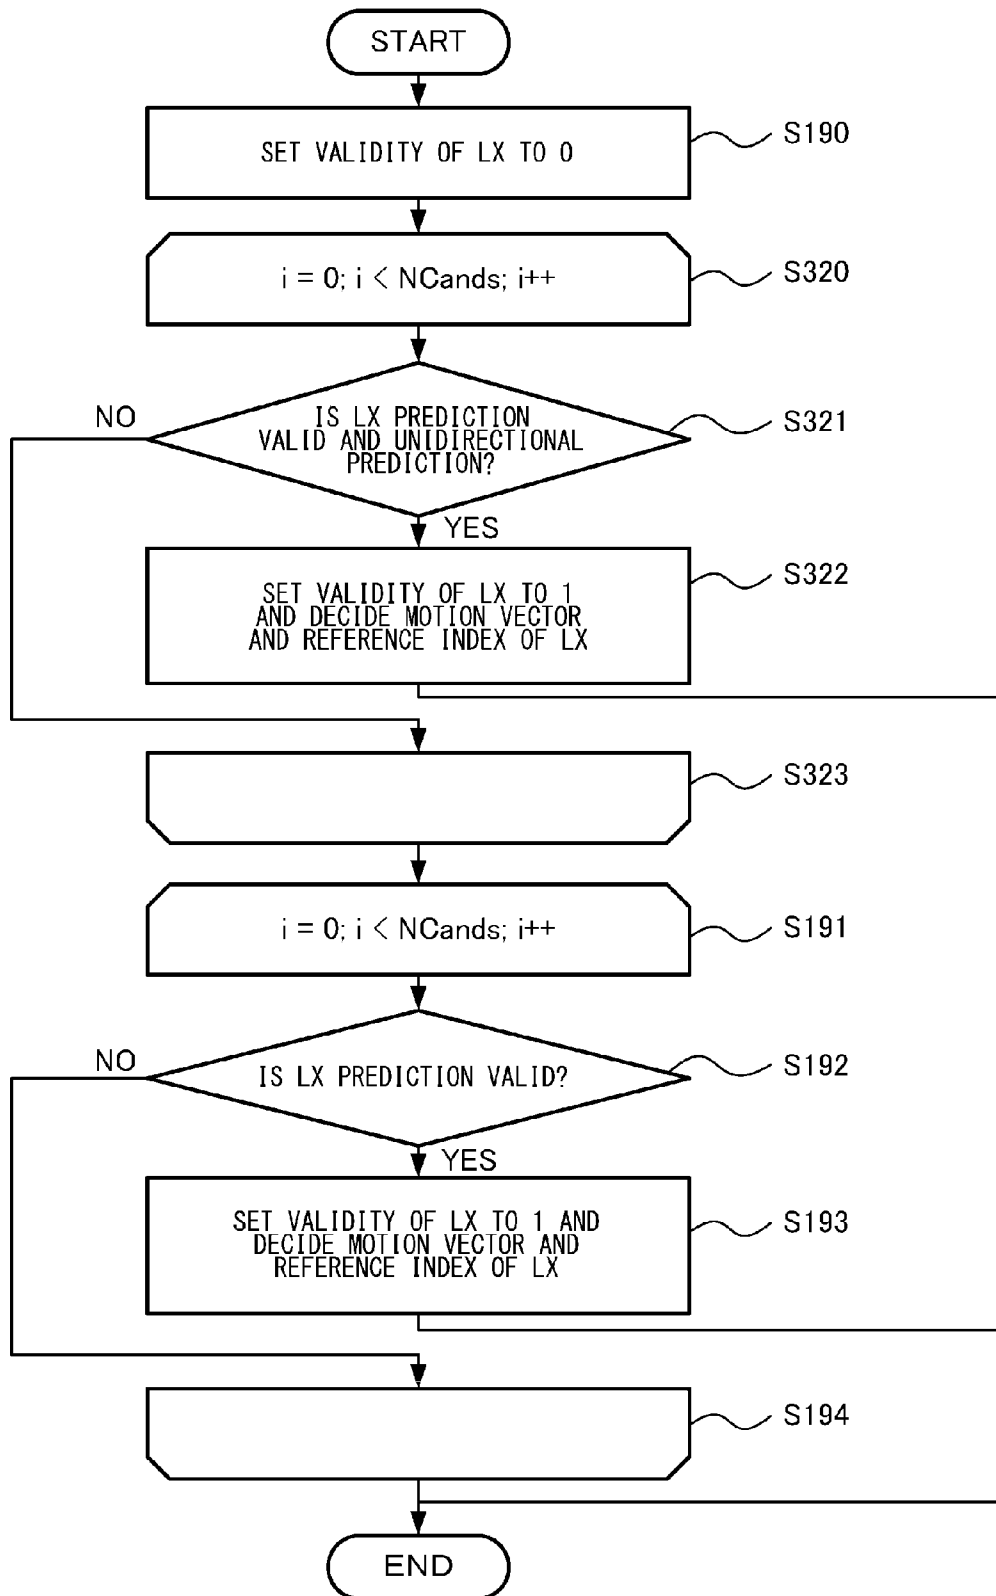 START
SET VALIDITY OF LX TO 0
S190
i = 0; i < NCands; i++
S320
NO
IS LX PREDICTION
VALID AND UNIDIRECTIONAL
PREDICTION?
S321
YES
SET VALIDITY OF LX TO 1
AND DECIDE MOTION VECTOR
AND REFERENCE INDEX OF LX
S322
S323
i = 0; i < NCands; i++
S191
NO
IS LX PREDICTION VALID?
S192
YES
SET VALIDITY OF LX TO 1 AND
DECIDE MOTION VECTOR AND
REFERENCE INDEX OF LX
S193
S194
END